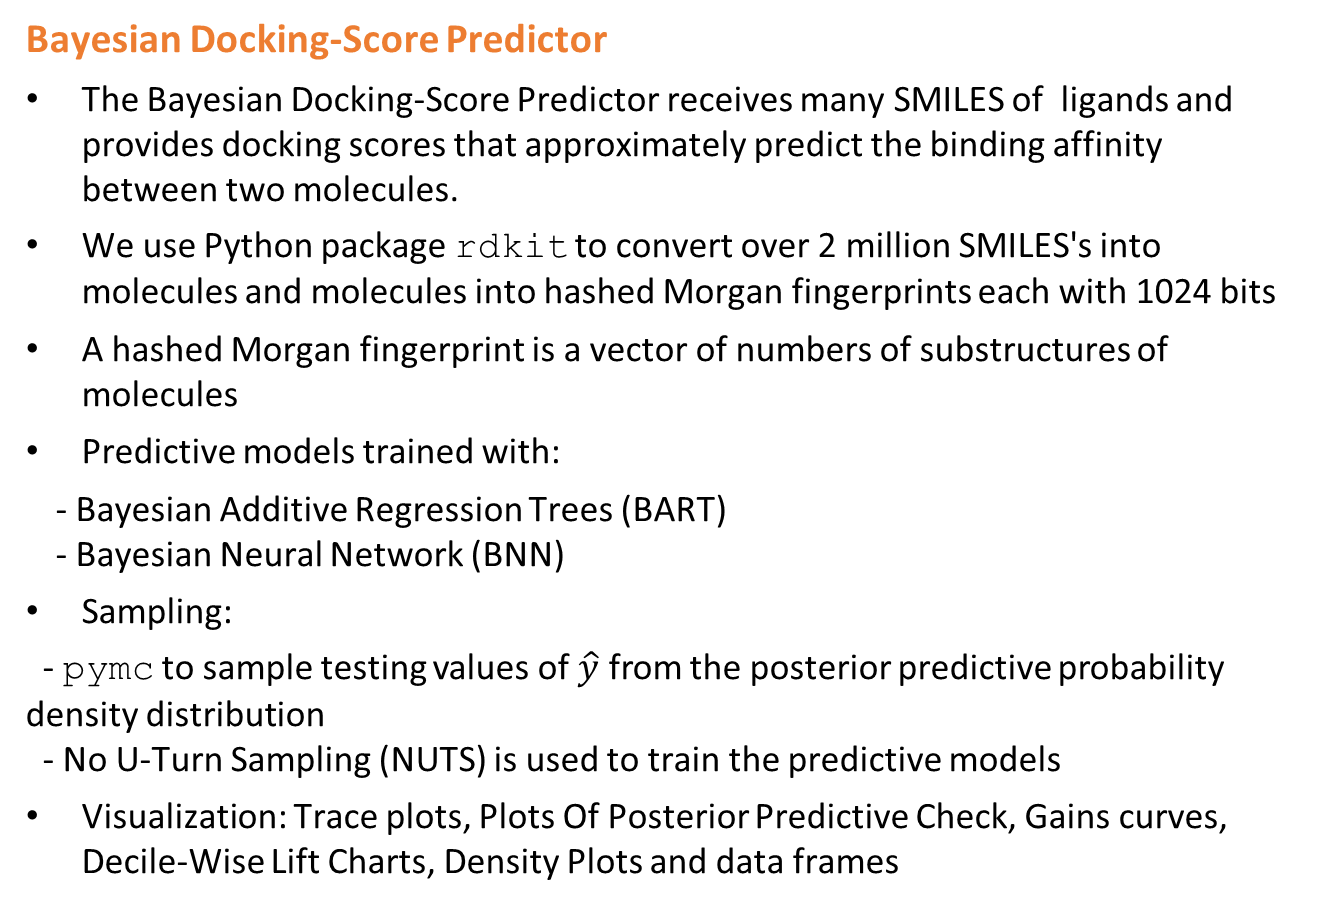 Bayesian Docking-Score Predictor
• The Bayesian Docking-Score Predictor receives many SMILES of ligands and
provides docking scores that approximately predict the binding affinity
between two molecules.
• We use Python package rdkit to convert over 2 million SMILES's into
molecules and molecules into hashed Morgan fingerprints each with 1024 bits
• A hashed Morgan fingerprint is a vector of numbers of substructures of
molecules
• Predictive models trained with:
- Bayesian Additive Regression Trees (BART)
- Bayesian Neural Network (BNN)
• Sampling:
- pymc to sample testing values of ŷ from the posterior predictive probability
density distribution
- No U-Turn Sampling (NUTS) is used to train the predictive models
• Visualization: Trace plots, Plots Of Posterior Predictive Check, Gains curves,
Decile-Wise Lift Charts, Density Plots and data frames